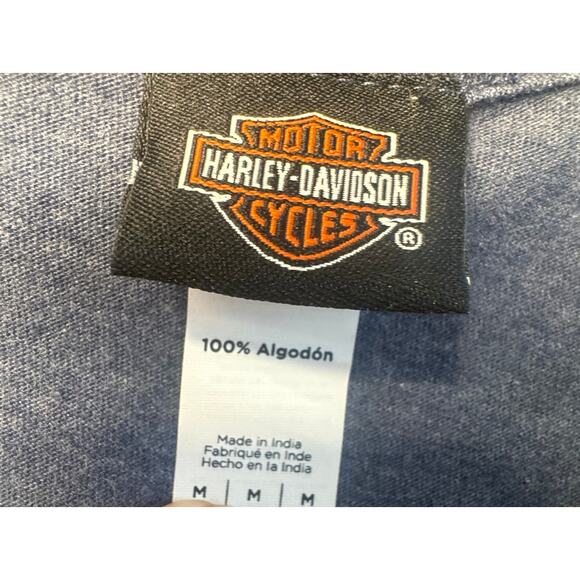 MOTOR
HARLEY-DAVIDSON
CYCLES
®
100% Algodón
Made in India
Fabriqué en Inde
Hecho en la India
M | M | M